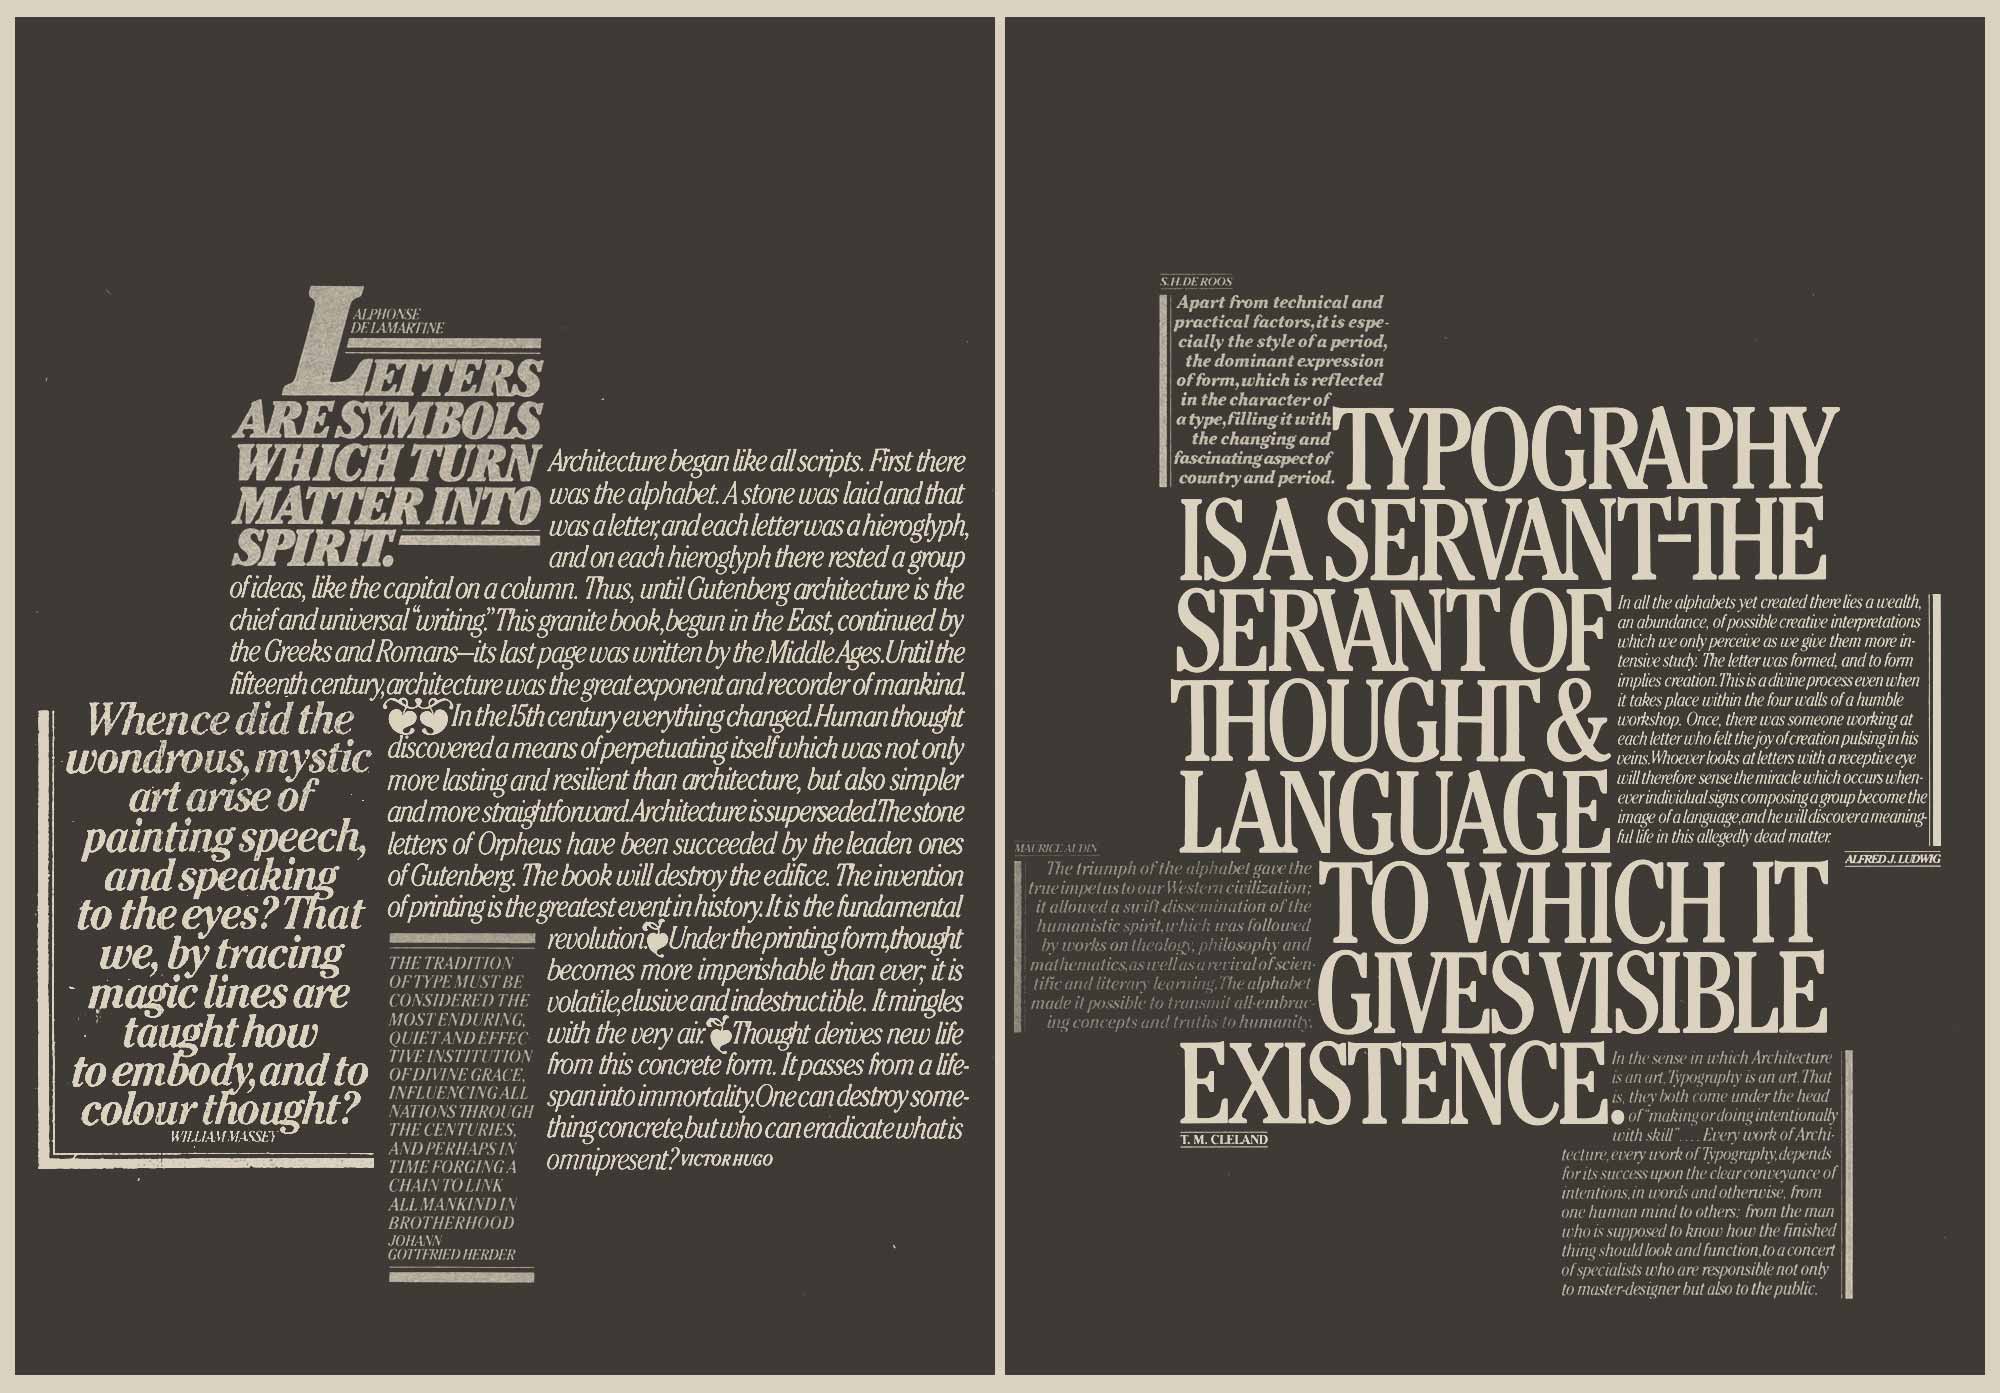 ALPHONSE
DE LAMARTINE
LETTERS
ARE SYMBOLS
WHICH TURN
MATTER INTO
SPIRIT.
Architecture began like all scripts. First there
was the alphabet. A stone was laid and that
was a letter, and each letter was a hieroglyph,
and on each hieroglyph there rested a group
of ideas, like the capital on a column. Thus, until Gutenberg architecture is the
chief and universal “writing.” This granite book, begun in the East, continued by
the Greeks and Romans—its last page was written by the Middle Ages. Until the
fifteenth century, architecture was the great exponent and recorder of mankind.
In the 15th century everything changed. Human thought
discovered a means of perpetuating itself which was not only
more lasting and resilient than architecture, but also simpler
and more straightforward. Architecture is superseded. The stone
letters of Orpheus have been succeeded by the leaden ones
of Gutenberg. The book will destroy the edifice. The invention
of printing is the greatest event in history. It is the fundamental
revolution. Under the printing form, thought
becomes more imperishable than ever; it is
volatile, elusive and indestructible. It mingles
with the very air. Thought derives new life
from this concrete form. It passes from a life-
span into immortality. One can destroy some-
thing concrete, but who can eradicate what is
omnipresent? VICTOR HUGO
Whence did the
wondrous, mystic
art arise of
painting speech,
and speaking
to the eyes? That
we, by tracing
magic lines are
taught how
to embody, and to
colour thought?
WILLIAM MASSEY
THE TRADITION
OF TYPE MUST BE
CONSIDERED THE
MOST ENDURING,
QUIET AND EFFEC
TIVE INSTITUTION
OF DIVINE GRACE,
INFLUENCING ALL
NATIONS THROUGH
THE CENTURIES,
AND PERHAPS IN
TIME FORGING A
CHAIN TO LINK
ALL MANKIND IN
BROTHERHOOD
JOHANN
GOTTFRIED HERDER
S.H. DE ROOS
Apart from technical and
practical factors, it is espe-
cially the style of a period,
the dominant expression
of form, which is reflected
in the character of
a type, filling it with
the changing and
fascinating aspect of
country and period.
TYPOGRAPHY
IS A SERVANT–THE
SERVANT OF
THOUGHT &
LANGUAGE
TO WHICH IT
GIVES VISIBLE
EXISTENCE.
T. M. CLELAND
In all the alphabets yet created there lies a wealth,
an abundance, of possible creative interpretations
which we only perceive as we give them more in-
tensive study. The letter was formed, and to form
implies creation. This is a divine process even when
it takes place within the four walls of a humble
workshop. Once, there was someone working at
each letter who felt the joy of creation pulsing in his
veins. Whoever looks at letters with a receptive eye
will therefore sense the miracle which occurs when-
ever individual signs composing a group become the
image of a language, and he will discover a meaning-
ful life in this allegedly dead matter.
ALFRED J. LUDWIG
MAURICE AUDIN
The triumph of the alphabet gave the
true impetus to our Western civilization;
it allowed a swift dissemination of the
humanistic spirit, which was followed
by works on theology, philosophy and
mathematics, as well as a revival of scien-
tific and literary learning. The alphabet
made it possible to transmit all-embrac-
ing concepts and truths to humanity.
In the sense in which Architecture
is an art, Typography is an art. That
is, they both come under the head
of “making or doing intentionally
with skill” .... Every work of Archi-
tecture, every work of Typography, depends
for its success upon the clear conveyance of
intentions, in words and otherwise, from
one human mind to others: from the man
who is supposed to know how the finished
thing should look and function, to a concert
of specialists who are responsible not only
to master-designer but also to the public.